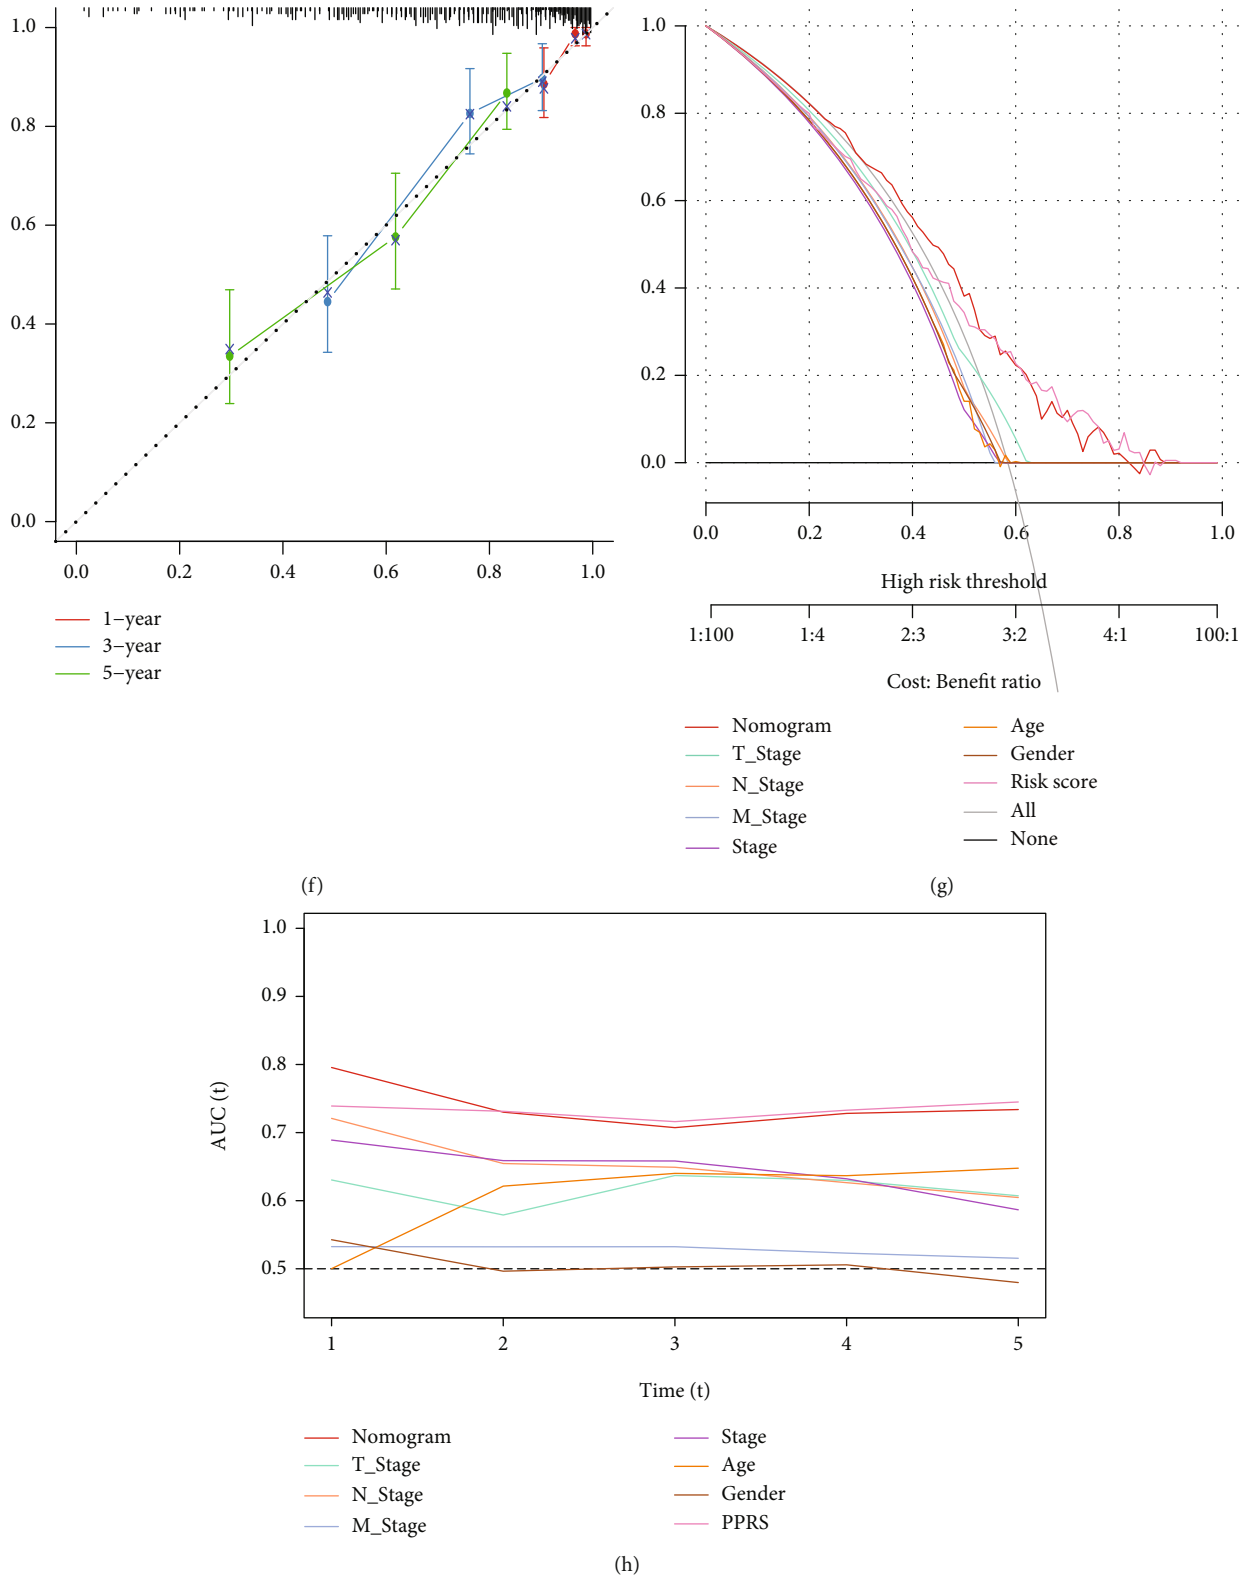 1.0
0.8
0.6
0.4
0.2
0.0
0.0 0.2 0.4 0.6 0.8 1.0
1−year
3−year
5−year
(f)
1.0
0.8
0.6
0.4
0.2
0.0
0.0 0.2 0.4 0.6 0.8 1.0
High risk threshold
1:100 1:4 2:3 3:2 4:1 100:1
Cost: Benefit ratio
Nomogram
T_Stage
N_Stage
M_Stage
Stage
Age
Gender
Risk score
All
None
(g)
1.0
0.9
0.8
0.7
0.6
0.5
AUC (t)
1 2 3 4 5
Time (t)
Nomogram
T_Stage
N_Stage
M_Stage
Stage
Age
Gender
PPRS
(h)